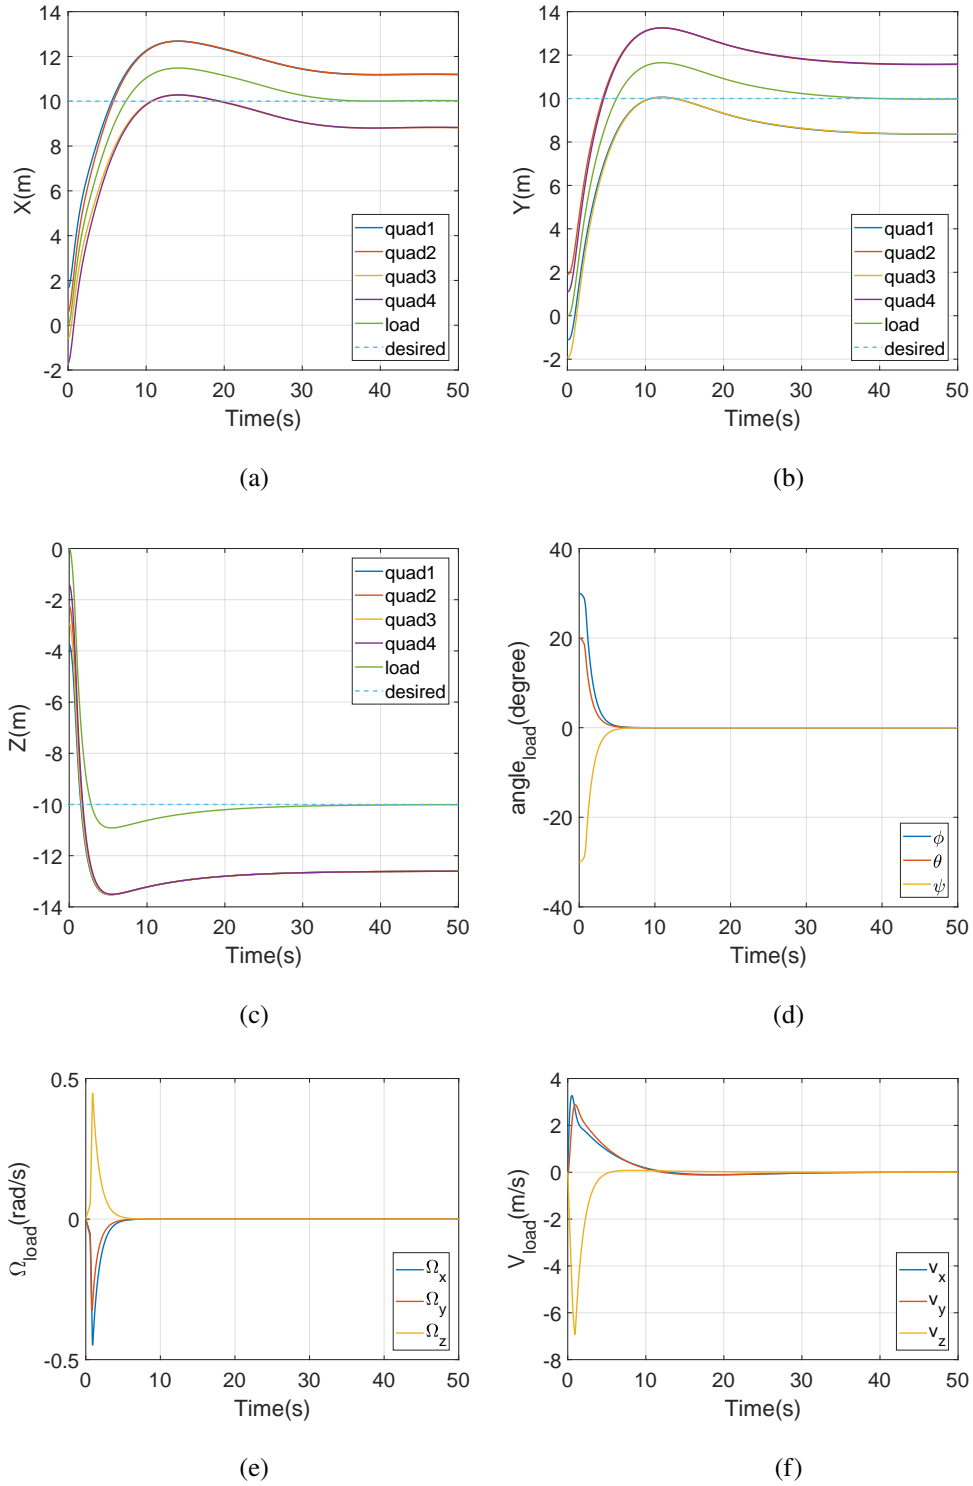 14
12
10
8
6
4
2
0
-2
X(m)
quad1
quad2
quad3
quad4
load
desired
0 10 20 30 40 50
Time(s)
(a)
14
12
10
8
6
4
2
0
-2
Y(m)
quad1
quad2
quad3
quad4
load
desired
0 10 20 30 40 50
Time(s)
(b)
0
-2
-4
-6
-8
-10
-12
-14
Z(m)
quad1
quad2
quad3
quad4
load
desired
0 10 20 30 40 50
Time(s)
(c)
40
20
0
-20
-40
angle_load(degree)
ϕ
θ
ψ
0 10 20 30 40 50
Time(s)
(d)
0.5
0
-0.5
Ω_load(rad/s)
Ω_x
Ω_y
Ω_z
0 10 20 30 40 50
Time(s)
(e)
4
2
0
-2
-4
-6
-8
V_load(m/s)
v_x
v_y
v_z
0 10 20 30 40 50
Time(s)
(f)